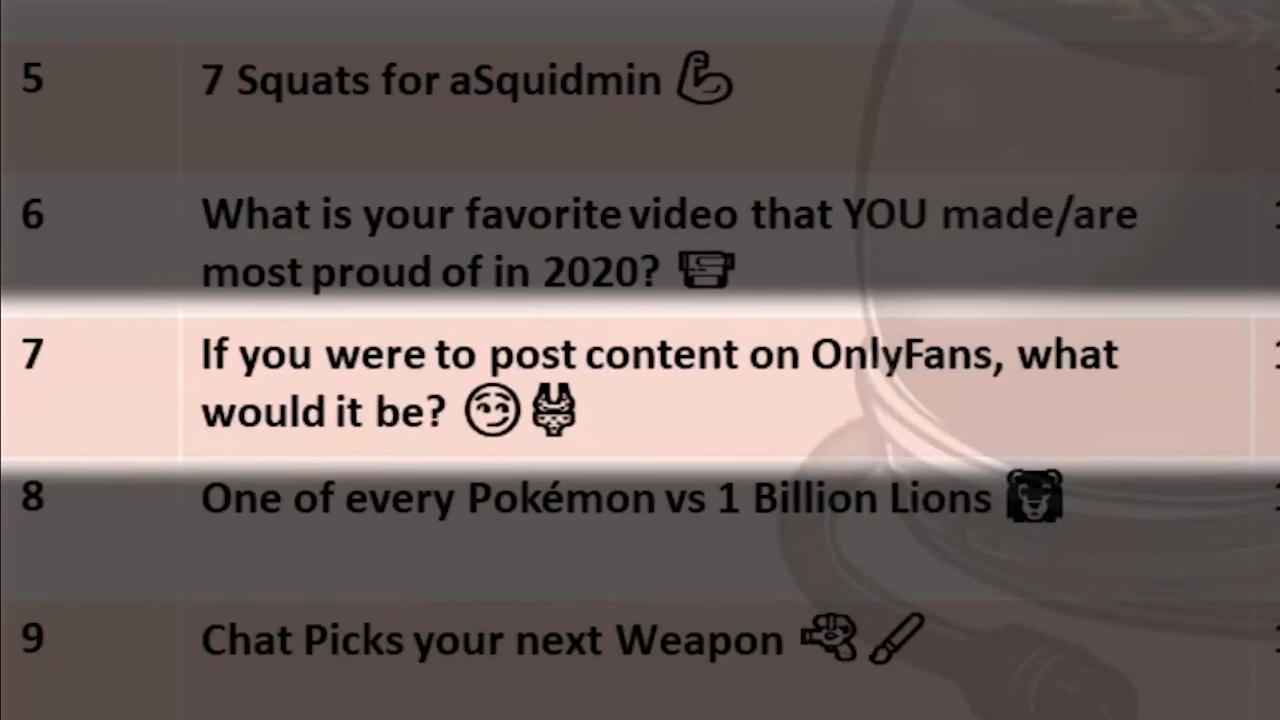 5
7 Squats for aSquidmin 💪
6
What is your favorite video that YOU made/are
most proud of in 2020?
7
If you were to post content on OnlyFans, what
would it be? 😏👙
8
One of every Pokémon vs 1 Billion Lions 🦁
9
Chat Picks your next Weapon 🔫🖌